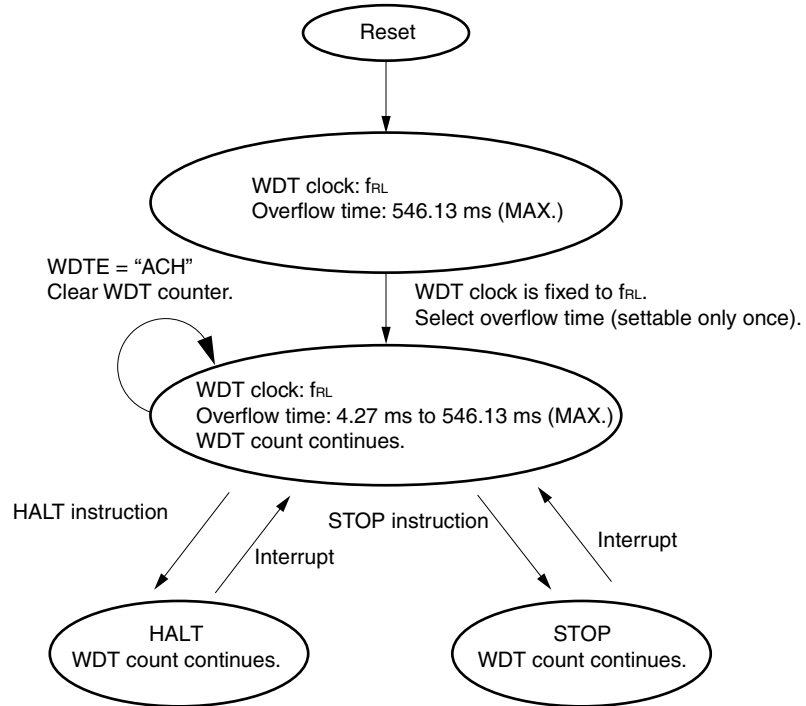 Reset
WDT clock: fRL
Overflow time: 546.13 ms (MAX.)
WDTE = “ACH”
Clear WDT counter.
WDT clock is fixed to fRL.
Select overflow time (settable only once).
WDT clock: fRL
Overflow time: 4.27 ms to 546.13 ms (MAX.)
WDT count continues.
HALT instruction
Interrupt
STOP instruction
Interrupt
HALT
WDT count continues.
STOP
WDT count continues.